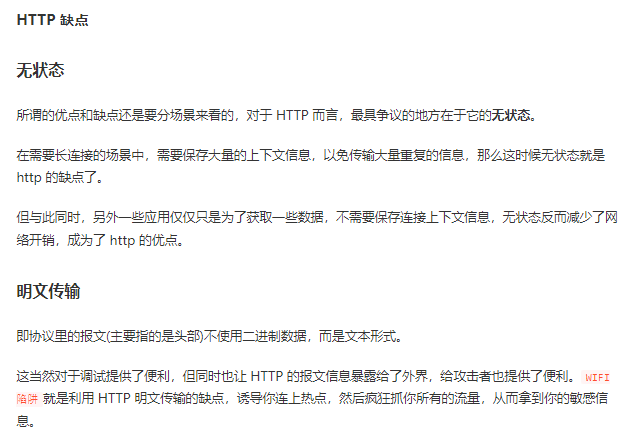 HTTP 缺点
无状态
所谓的优点和缺点还是要分场景来看的，对于 HTTP 而言，最具争议的地方在于它的无状态。
在需要长连接的场景中，需要保存大量的上下文信息，以免传输大量重复的信息，那么这时候无状态就是
http 的缺点了。
但与此同时，另外一些应用仅仅只是为了获取一些数据，不需要保存连接上下文信息，无状态反而减少了网
络开销，成为了 http 的优点。
明文传输
即协议里的报文(主要指的是头部)不使用二进制数据，而是文本形式。
这当然对于调试提供了便利，但同时也让 HTTP 的报文信息暴露给了外界，给攻击者也提供了便利。WIFI
陷阱 就是利用 HTTP 明文传输的缺点，诱导你连上热点，然后疯狂抓你所有的流量，从而拿到你的敏感信
息。